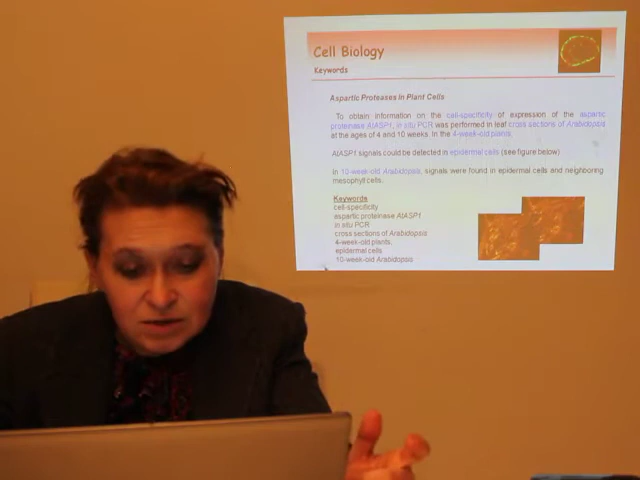 Cell Biology
Keywords
Aspartic Proteases in Plant Cells
To obtain information on the cell-specificity of expression of the aspartic
proteinase AtASP1, in situ PCR was performed in leaf cross sections of Arabidopsis
at the ages of 4 and 10 weeks. In the 4-week-old plants,
AtASP1 signals could be detected in epidermal cells (see figure below)
In 10-week-old Arabidopsis, signals were found in epidermal cells and neighboring
mesophyll cells.
Keywords
cell-specificity
aspartic proteinase AtASP1
in situ PCR
cross sections of Arabidopsis
4-week-old plants,
epidermal cells
10-week-old Arabidopsis